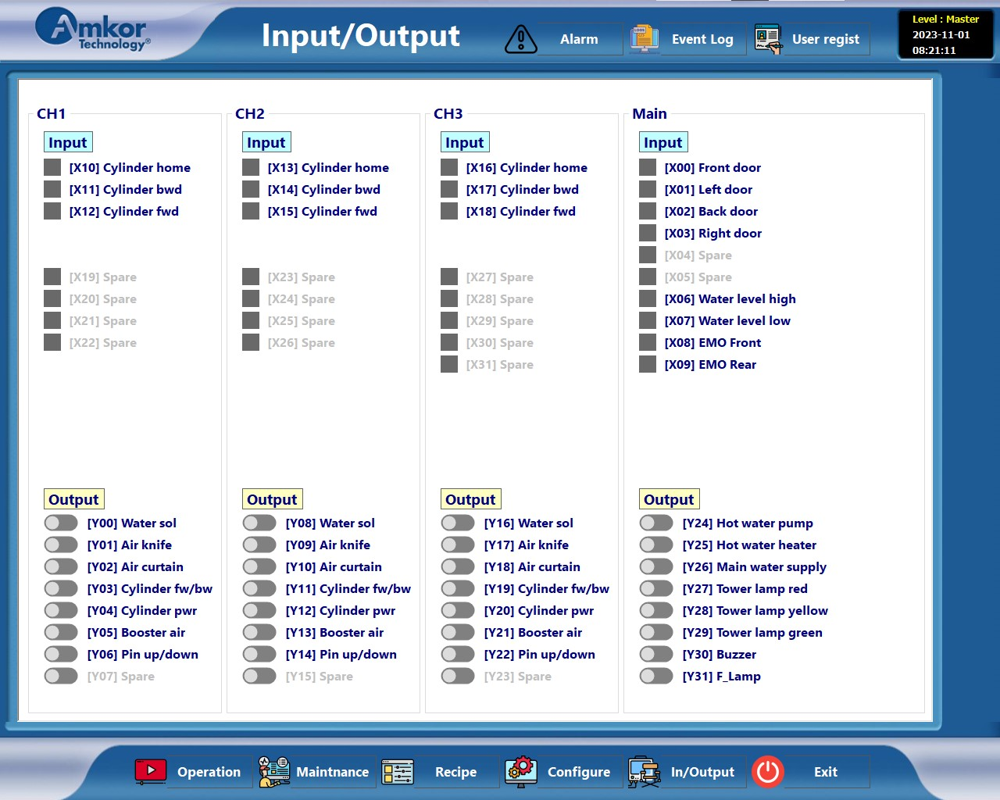 Amkor
Technology®
Input/Output
Alarm
Event Log
User regist
Level : Master
2023-11-01
08:21:11
CH1
Input
[X10] Cylinder home
[X11] Cylinder bwd
[X12] Cylinder fwd
[X19] Spare
[X20] Spare
[X21] Spare
[X22] Spare
Output
[Y00] Water sol
[Y01] Air knife
[Y02] Air curtain
[Y03] Cylinder fw/bw
[Y04] Cylinder pwr
[Y05] Booster air
[Y06] Pin up/down
[Y07] Spare
CH2
Input
[X13] Cylinder home
[X14] Cylinder bwd
[X15] Cylinder fwd
[X23] Spare
[X24] Spare
[X25] Spare
[X26] Spare
Output
[Y08] Water sol
[Y09] Air knife
[Y10] Air curtain
[Y11] Cylinder fw/bw
[Y12] Cylinder pwr
[Y13] Booster air
[Y14] Pin up/down
[Y15] Spare
CH3
Input
[X16] Cylinder home
[X17] Cylinder bwd
[X18] Cylinder fwd
[X27] Spare
[X28] Spare
[X29] Spare
[X30] Spare
[X31] Spare
Output
[Y16] Water sol
[Y17] Air knife
[Y18] Air curtain
[Y19] Cylinder fw/bw
[Y20] Cylinder pwr
[Y21] Booster air
[Y22] Pin up/down
[Y23] Spare
Main
Input
[X00] Front door
[X01] Left door
[X02] Back door
[X03] Right door
[X04] Spare
[X05] Spare
[X06] Water level high
[X07] Water level low
[X08] EMO Front
[X09] EMO Rear
Output
[Y24] Hot water pump
[Y25] Hot water heater
[Y26] Main water supply
[Y27] Tower lamp red
[Y28] Tower lamp yellow
[Y29] Tower lamp green
[Y30] Buzzer
[Y31] F_Lamp
Operation
Maintnance
Recipe
Configure
In/Output
Exit